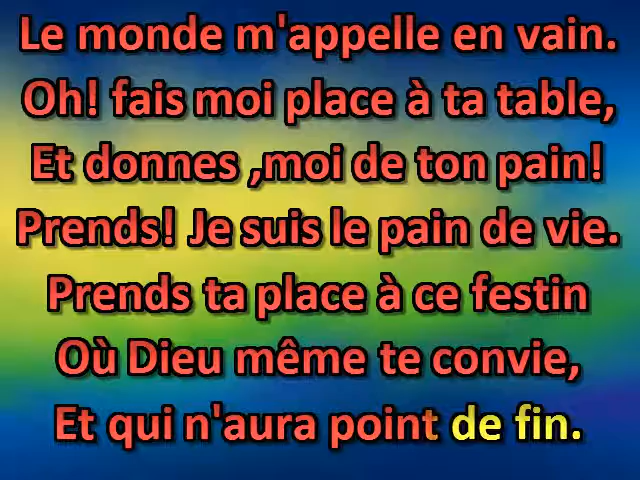 Le monde m'appelle en vain.
Oh! fais moi place à ta table,
Et donnes ,moi de ton pain!
Prends! Je suis le pain de vie.
Prends ta place à ce festin
Où Dieu même te convie,
Et qui n'aura point de fin.